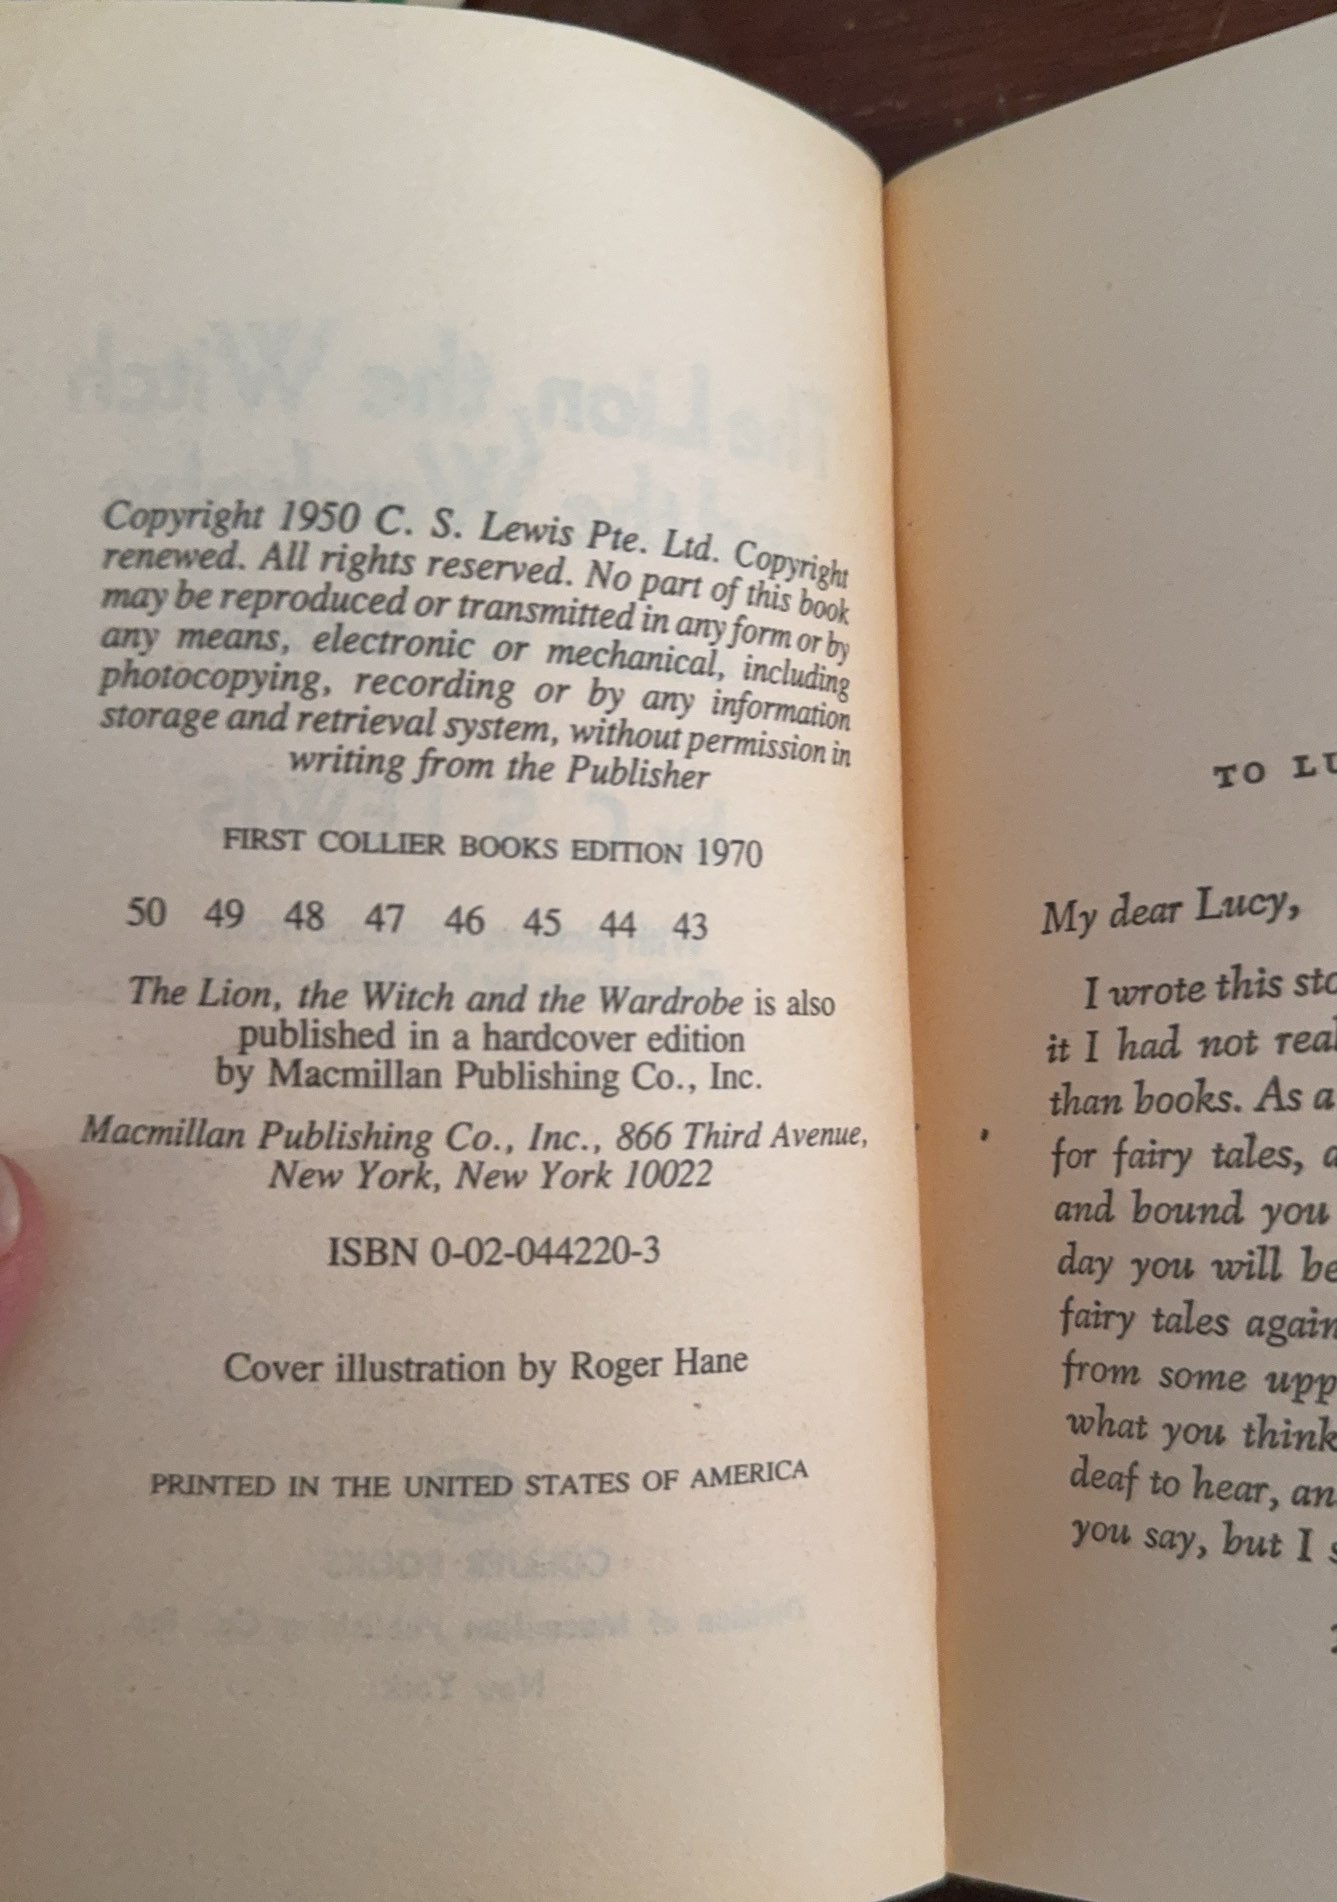 Copyright 1950 C. S. Lewis Pte. Ltd. Copyright
renewed. All rights reserved. No part of this book
may be reproduced or transmitted in any form or by
any means, electronic or mechanical, including
photocopying, recording or by any information
storage and retrieval system, without permission in
writing from the Publisher
FIRST COLLIER BOOKS EDITION 1970
50 49 48 47 46 45 44 43
The Lion, the Witch and the Wardrobe is also
published in a hardcover edition
by Macmillan Publishing Co., Inc.
Macmillan Publishing Co., Inc., 866 Third Avenue,
New York, New York 10022
ISBN 0-02-044220-3
Cover illustration by Roger Hane
PRINTED IN THE UNITED STATES OF AMERICA
TO
My dear Lucy,
I wrote this
it I had not
than books. As a
for fairy tales,
and bound you
day you will
fairy tales
from some
what you think
deaf to hear,
you say, but I